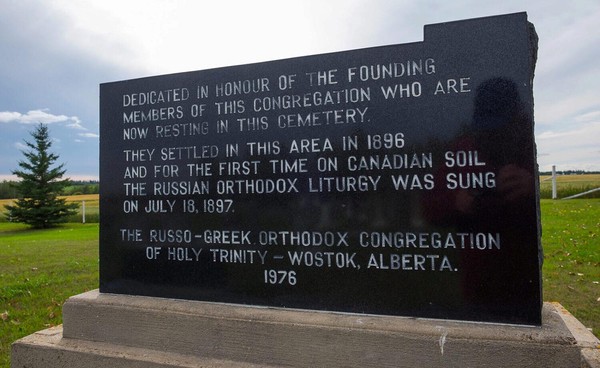 DEDICATED IN HONOUR OF THE FOUNDING
MEMBERS OF THIS CONGREGATION WHO ARE
NOW RESTING IN THIS CEMETERY.
THEY SETTLED IN THIS AREA IN 1896
AND FOR THE FIRST TIME ON CANADIAN SOIL
THE RUSSIAN ORTHODOX LITURGY WAS SUNG
ON JULY 18, 1897.
THE RUSSO-GREEK ORTHODOX CONGREGATION
OF HOLY TRINITY - WOSTOK, ALBERTA.
1976